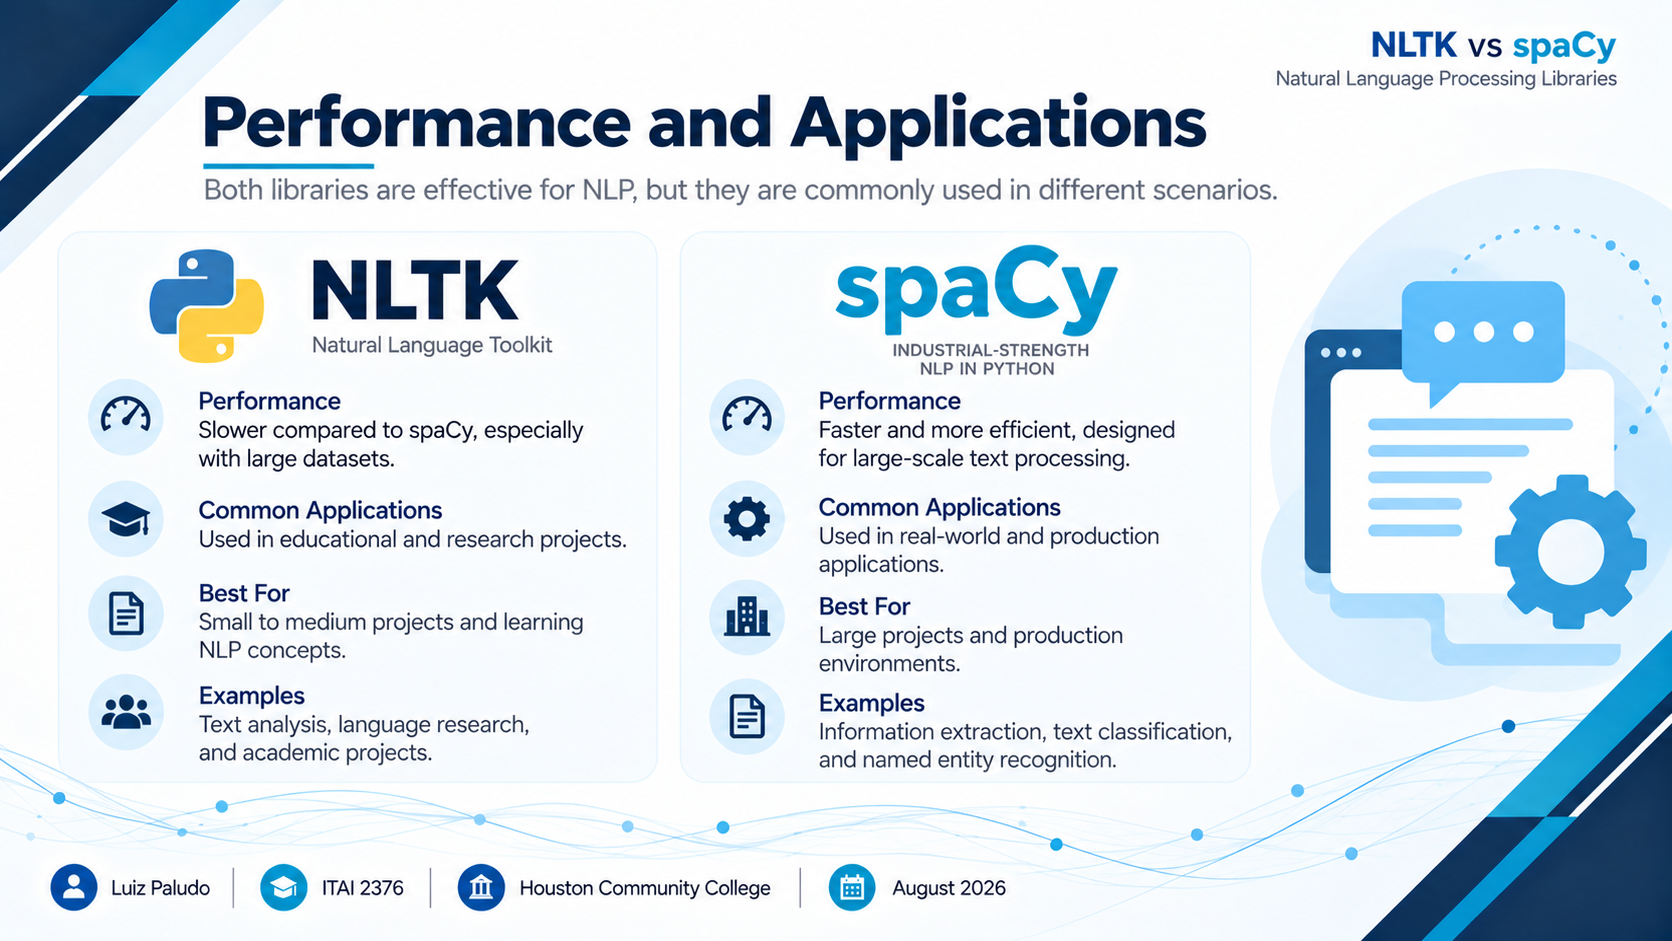 NLTK vs spaCy
Natural Language Processing Libraries
Performance and Applications
Both libraries are effective for NLP, but they are commonly used in different scenarios.
NLTK
Natural Language Toolkit
Performance
Slower compared to spaCy, especially
with large datasets.
Common Applications
Used in educational and research projects.
Best For
Small to medium projects and learning
NLP concepts.
Examples
Text analysis, language research,
and academic projects.
spaCy
INDUSTRIAL-STRENGTH
NLP IN PYTHON
Performance
Faster and more efficient, designed
for large-scale text processing.
Common Applications
Used in real-world and production
applications.
Best For
Large projects and production
environments.
Examples
Information extraction, text classification,
and named entity recognition.
Luiz Paludo
ITAI 2376
Houston Community College
August 2026